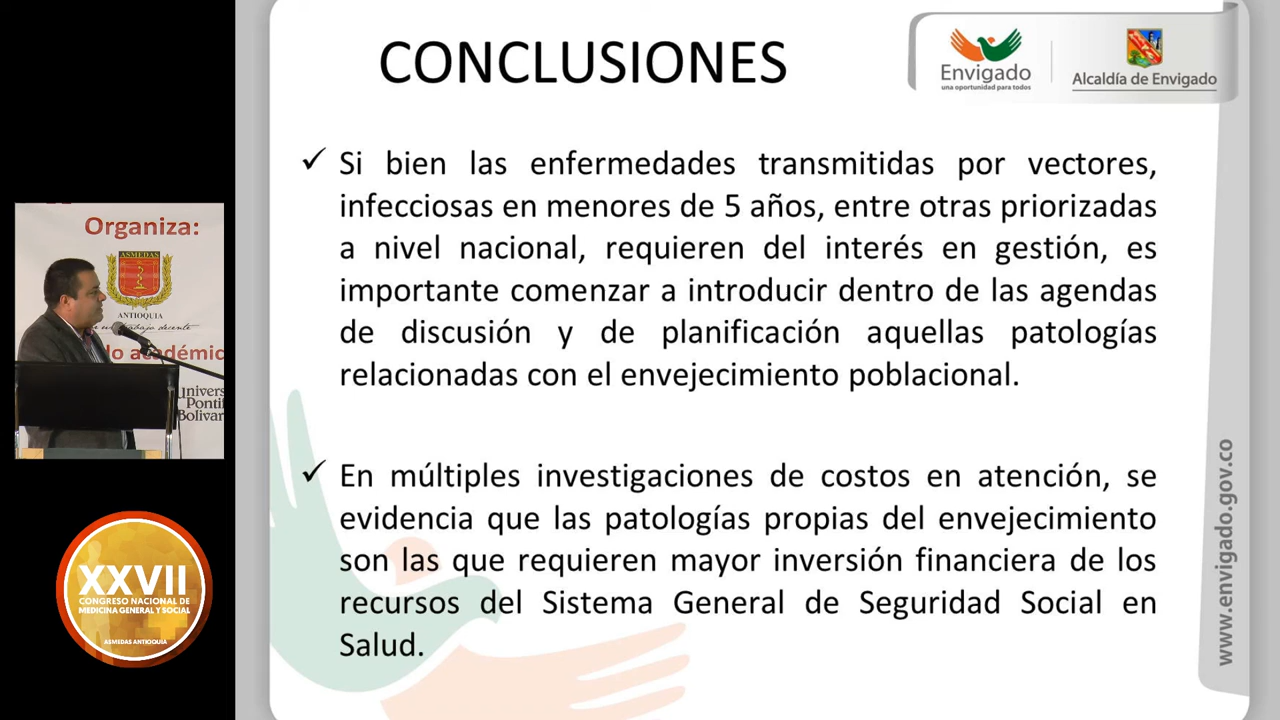 CONCLUSIONES
Envigado
una oportunidad para todos
Alcaldía de Envigado
✓ Si bien las enfermedades transmitidas por vectores,
infecciosas en menores de 5 años, entre otras priorizadas
a nivel nacional, requieren del interés en gestión, es
importante comenzar a introducir dentro de las agendas
de discusión y de planificación aquellas patologías
relacionadas con el envejecimiento poblacional.
✓ En múltiples investigaciones de costos en atención, se
evidencia que las patologías propias del envejecimiento
son las que requieren mayor inversión financiera de los
recursos del Sistema General de Seguridad Social en
Salud.
www.envigado.gov.co
Organiza:
ASMEDAS
ANTIOQUIA
trabajo decente
do académic
Univers
Pontif
Bolivar
XXVII
CONGRESO NACIONAL DE
MEDICINA GENERAL Y SOCIAL
ASMEDAS ANTIOQUIA